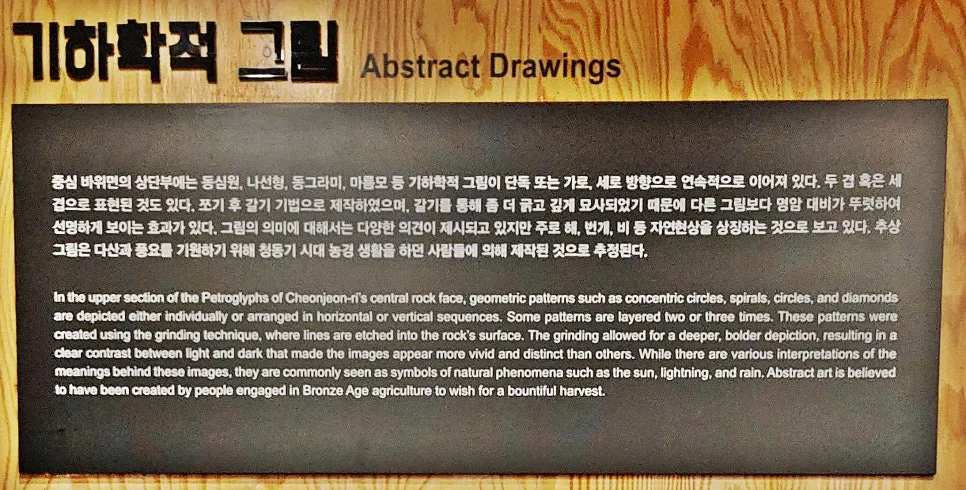 기하학적 그림 Abstract Drawings
중심 바위면의 상단부에는 동심원, 나선형, 동그라미, 마름모 등 기하학적 그림이 단독 또는 가로, 세로 방향으로 연속적으로 이어져 있다. 두 겹 혹은 세
겹으로 표현된 것도 있다. 쪼기 후 갈기 기법으로 제작하였으며, 갈기를 통해 좀 더 굵고 깊게 묘사되었기 때문에 다른 그림보다 명암 대비가 뚜렷하여
선명하게 보이는 효과가 있다. 그림의 의미에 대해서는 다양한 의견이 제시되고 있지만 주로 해, 번개, 비 등 자연현상을 상징하는 것으로 보고 있다. 추상
그림은 다산과 풍요를 기원하기 위해 청동기 시대 농경 생활을 하던 사람들에 의해 제작된 것으로 추정된다.
In the upper section of the Petroglyphs of Cheonjeon-ri's central rock face, geometric patterns such as concentric circles, spirals, circles, and diamonds
are depicted either individually or arranged in horizontal or vertical sequences. Some patterns are layered two or three times. These patterns were
created using the grinding technique, where lines are etched into the rock's surface. The grinding allowed for a deeper, bolder depiction, resulting in a
clear contrast between light and dark that made the images appear more vivid and distinct than others. While there are various interpretations of the
meanings behind these images, they are commonly seen as symbols of natural phenomena such as the sun, lightning, and rain. Abstract art is believed
to have been created by people engaged in Bronze Age agriculture to wish for a bountiful harvest.